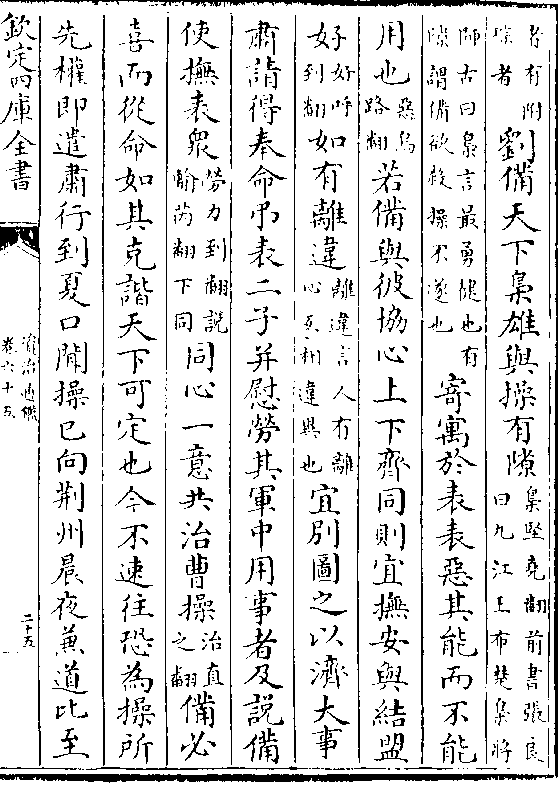 者有附琮者劉備天下梟雄與操有隙梟堅堯翻前書張良曰九江王布楚梟將
師古曰梟言最勇健也有隙謂備欲殺操不遂也寄寓於表表惡其能而不能
用也惡烏路翻若備與彼協心上下齊同則宜撫安與結盟
好好呼到翻如有離違離違言人有離心互相違異也宜別圖之以濟大事
肅請得奉命弔表二子并慰勞其軍中用事者及說備
使撫表衆勞力到翻說輸芮翻下同同心一意共治曹操治直之翻備必
喜而從命如其克諧天下可定也今不速往恐為操所
先權即遣肅行到夏口聞操已向荆州晨夜兼道比至
欽定四庫全書
資治通鑑
卷六十五
二十五